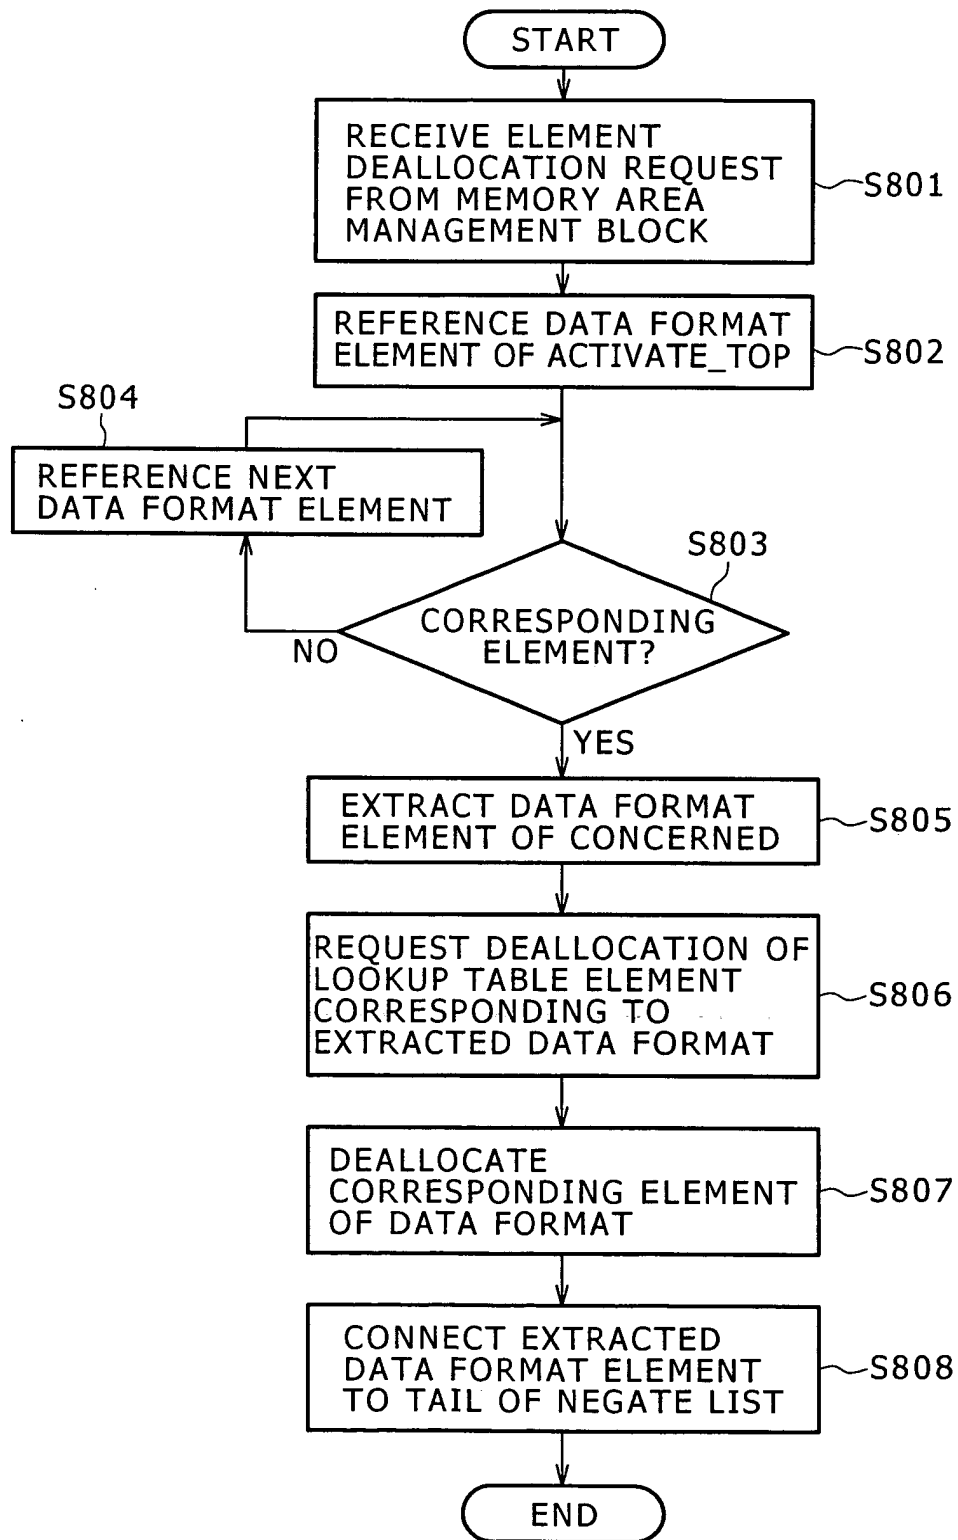 START
RECEIVE ELEMENT
DEALLOCATION REQUEST
FROM MEMORY AREA
MANAGEMENT BLOCK
S801
REFERENCE DATA FORMAT
ELEMENT OF ACTIVATE_TOP
S802
S804
REFERENCE NEXT
DATA FORMAT ELEMENT
S803
CORRESPONDING
ELEMENT?
NO
YES
EXTRACT DATA FORMAT
ELEMENT OF CONCERNED
S805
REQUEST DEALLOCATION OF
LOOKUP TABLE ELEMENT
CORRESPONDING TO
EXTRACTED DATA FORMAT
S806
DEALLOCATE
CORRESPONDING ELEMENT
OF DATA FORMAT
S807
CONNECT EXTRACTED
DATA FORMAT ELEMENT
TO TAIL OF NEGATE LIST
S808
END